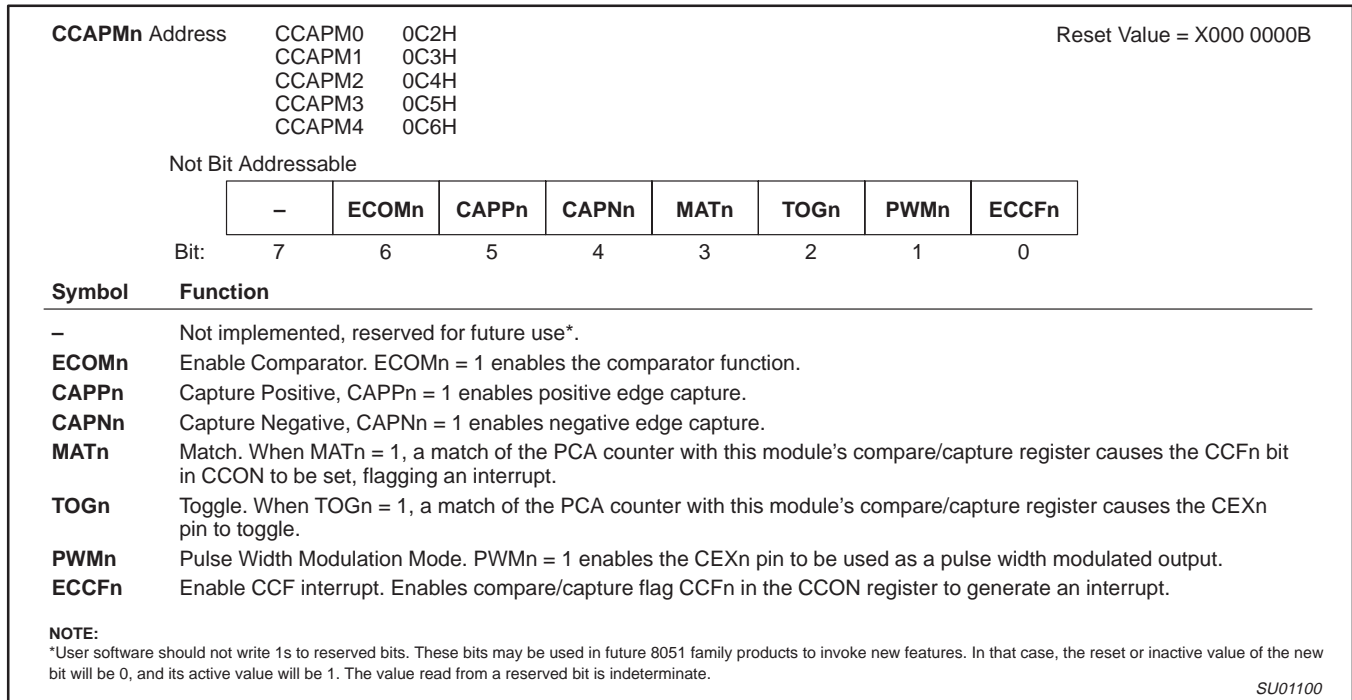 CCAPMn Address CCAPM0 0C2H Reset Value = X000 0000B
CCAPM1 0C3H
CCAPM2 0C4H
CCAPM3 0C5H
CCAPM4 0C6H
Not Bit Addressable
– ECOMn CAPPn CAPNn MATn TOGn PWMn ECCFn
Bit: 7 6 5 4 3 2 1 0
Symbol Function
– Not implemented, reserved for future use*.
ECOMn Enable Comparator. ECOMn = 1 enables the comparator function.
CAPPn Capture Positive, CAPPn = 1 enables positive edge capture.
CAPNn Capture Negative, CAPNn = 1 enables negative edge capture.
MATn Match. When MATn = 1, a match of the PCA counter with this module's compare/capture register causes the CCFn bit
in CCON to be set, flagging an interrupt.
TOGn Toggle. When TOGn = 1, a match of the PCA counter with this module's compare/capture register causes the CEXn
pin to toggle.
PWMn Pulse Width Modulation Mode. PWMn = 1 enables the CEXn pin to be used as a pulse width modulated output.
ECCFn Enable CCF interrupt. Enables compare/capture flag CCFn in the CCON register to generate an interrupt.
NOTE:
*User software should not write 1s to reserved bits. These bits may be used in future 8051 family products to invoke new features. In that case, the reset or inactive value of the new
bit will be 0, and its active value will be 1. The value read from a reserved bit is indeterminate.
SU01100